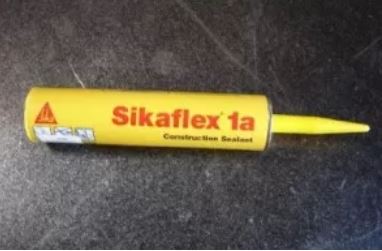 Sikaflex® 1a
Construction Sealant